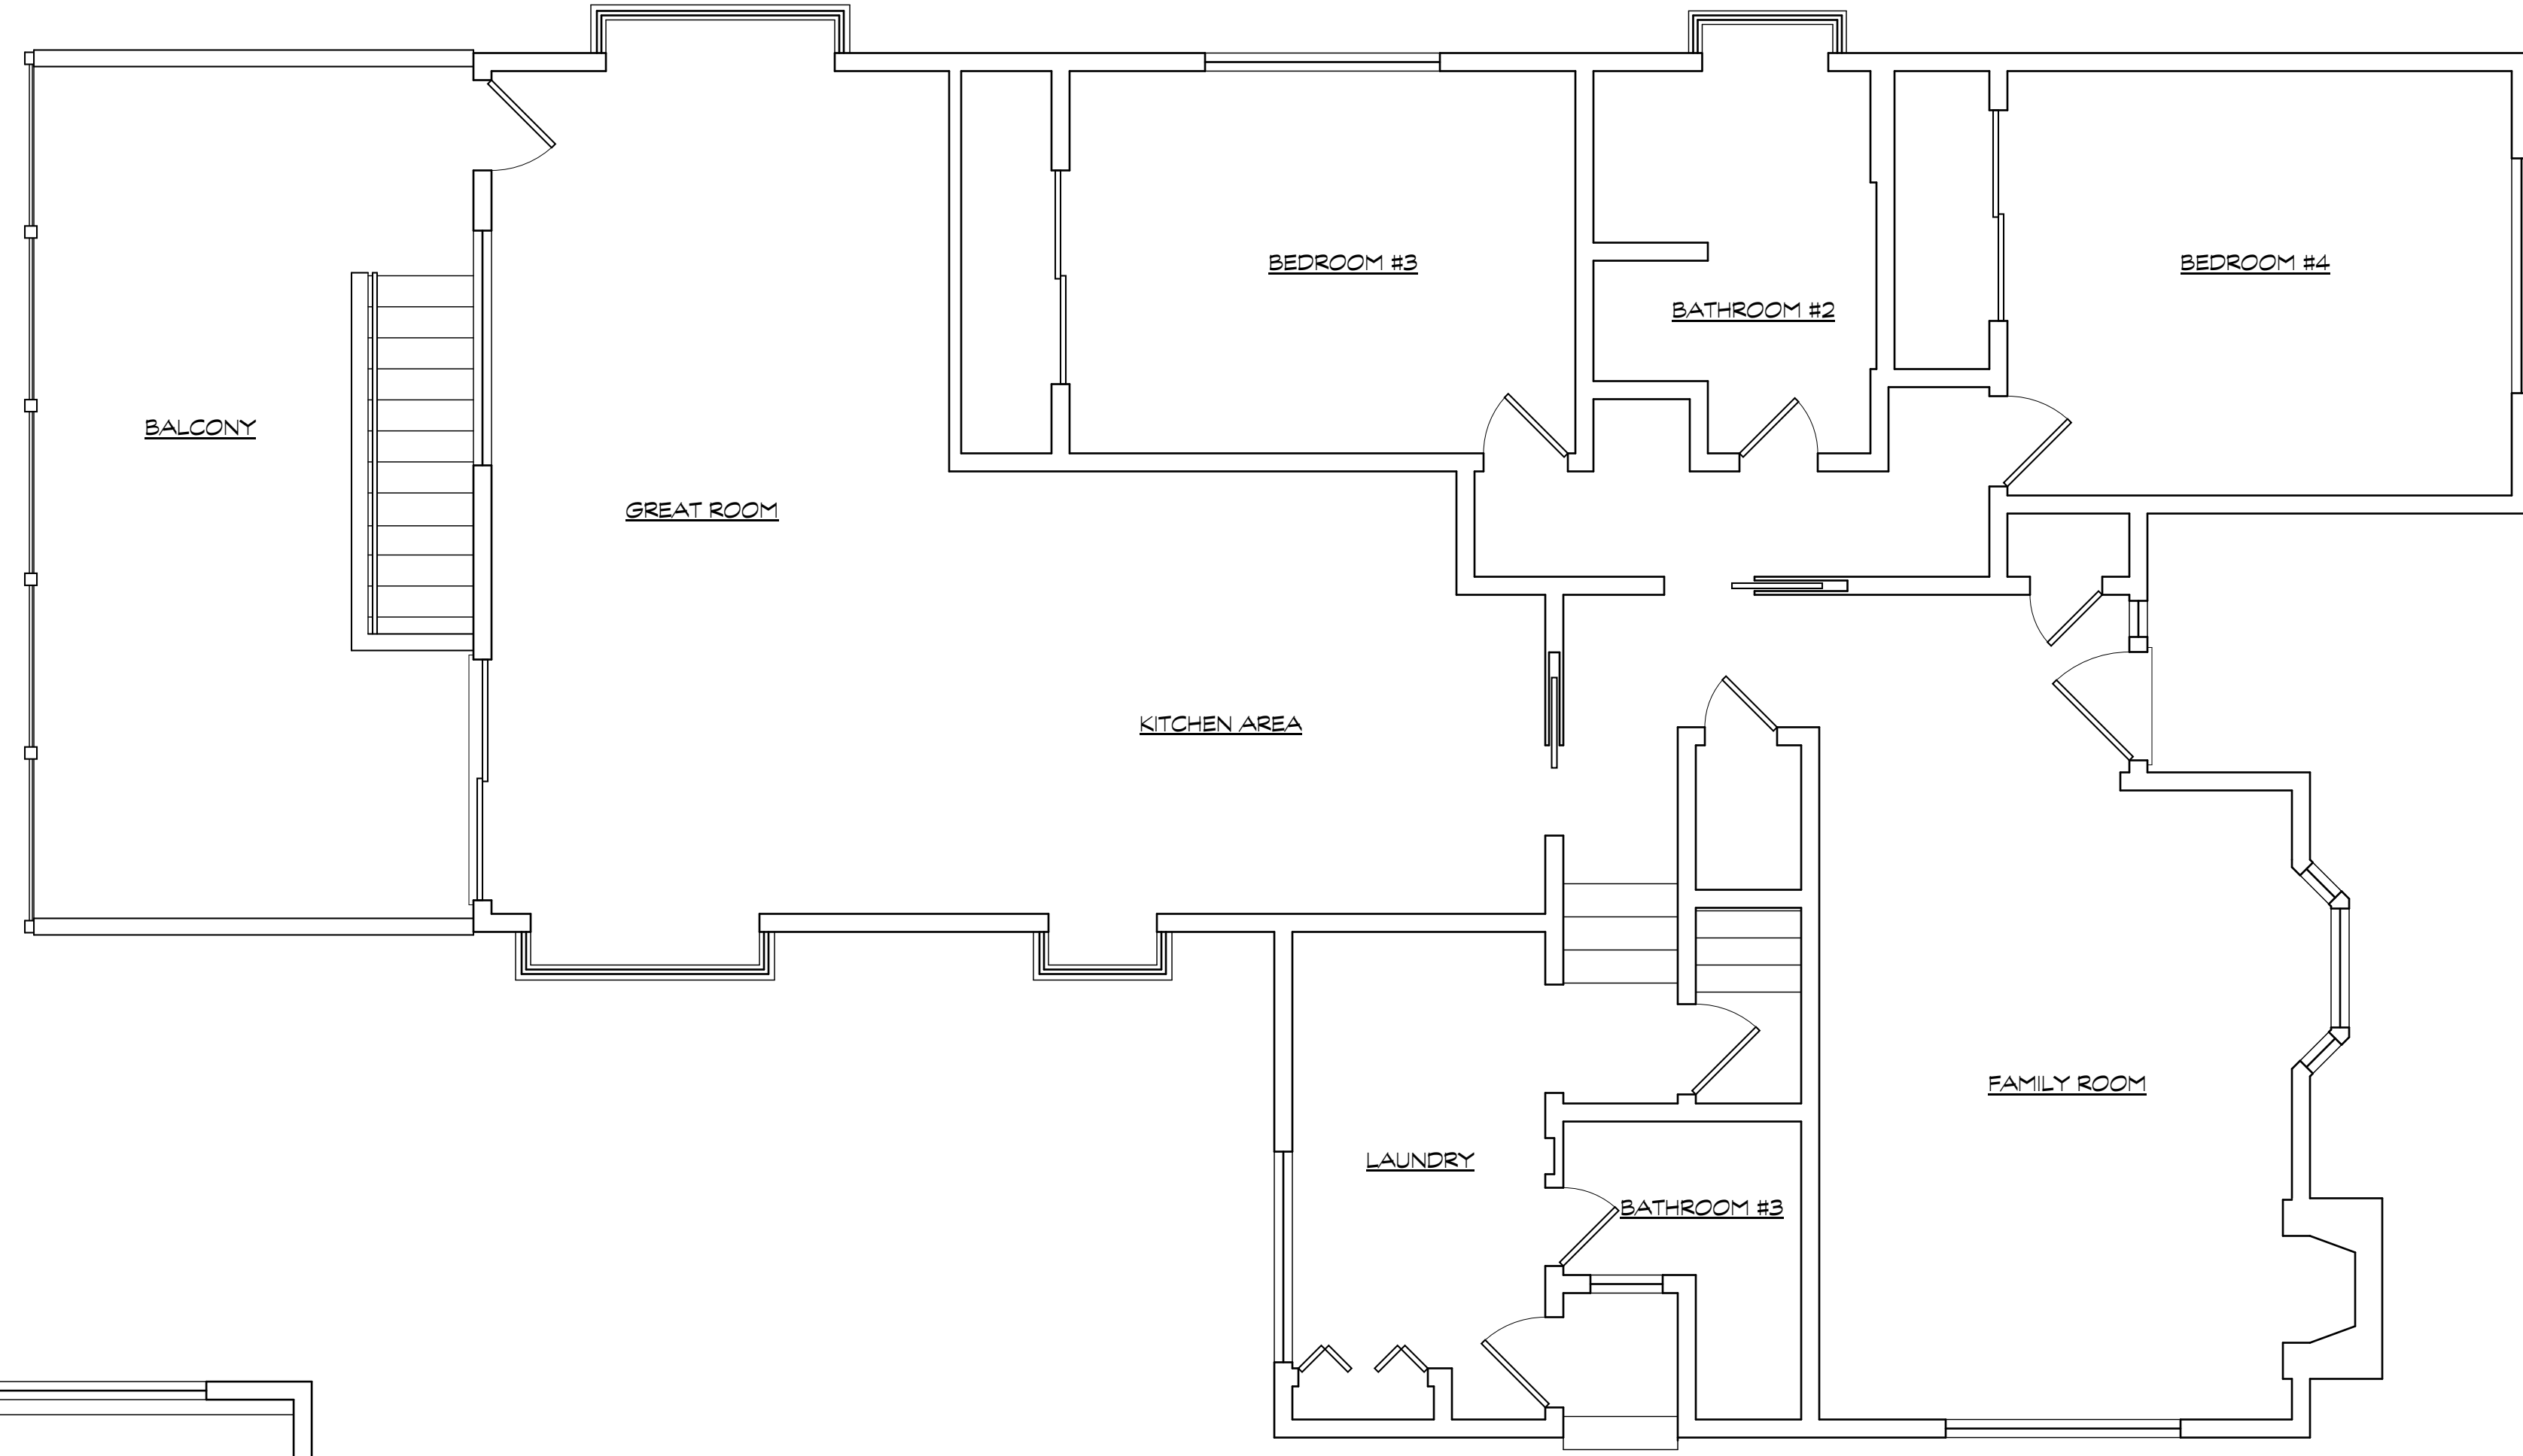 BEDROOM #3
BEDROOM #4
BATHROOM #2
BALCONY
GREAT ROOM
KITCHEN AREA
FAMILY ROOM
LAUNDRY
BATHROOM #3